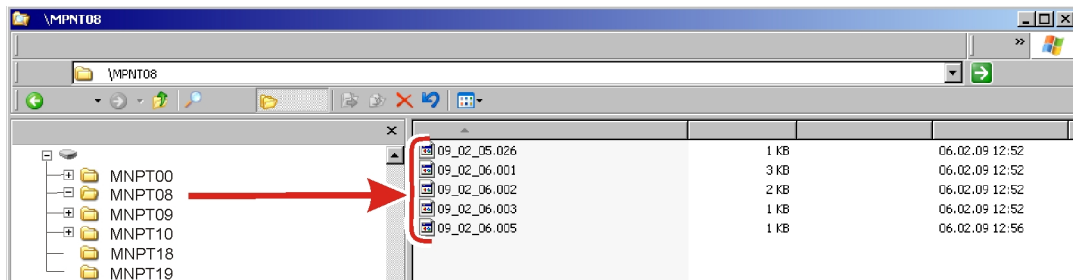 \MPNT08
\MPNT08
MNPT00
MNPT08
MNPT09
MNPT10
MNPT18
MNPT19
09_02_05.026 1 KB 06.02.09 12:52
09_02_06.001 3 KB 06.02.09 12:52
09_02_06.002 2 KB 06.02.09 12:52
09_02_06.003 1 KB 06.02.09 12:52
09_02_06.005 1 KB 06.02.09 12:56